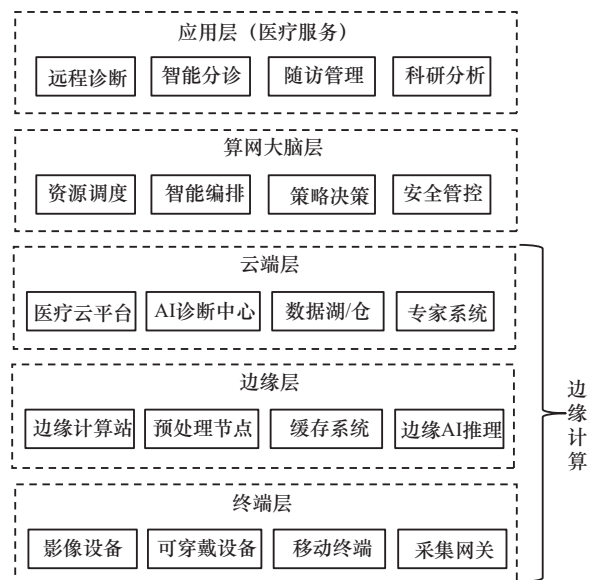 应用层（医疗服务）
远程诊断 智能分诊 随访管理 科研分析
算网大脑层
资源调度 智能编排 策略决策 安全管控
云端层
医疗云平台 AI诊断中心 数据湖/仓 专家系统
边缘层
边缘计算站 预处理节点 缓存系统 边缘AI推理
终端层
影像设备 可穿戴设备 移动终端 采集网关
边缘计算